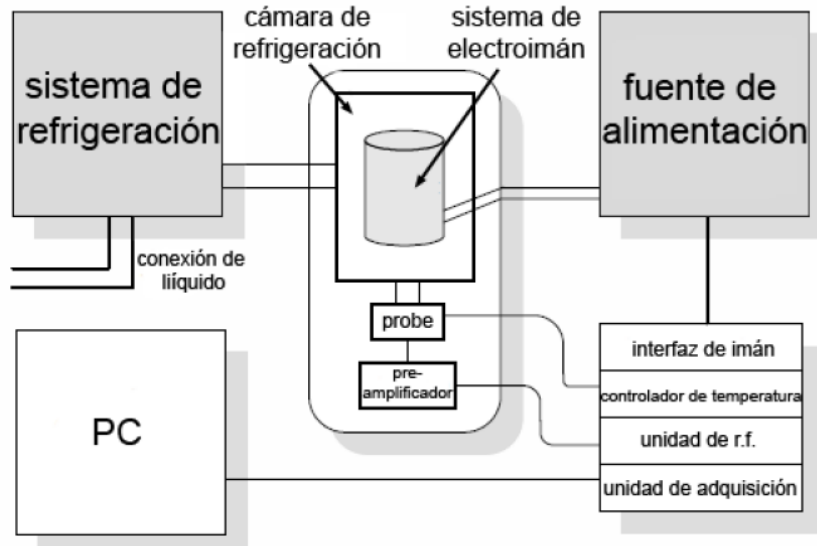 cámara de
refrigeración
sistema de
electroimán
sistema de
refrigeración
fuente de
alimentación
conexión de
liíquido
probe
pre-
amplificador
interfaz de imán
controlador de temperatura
unidad de r.f.
unidad de adquisición
PC